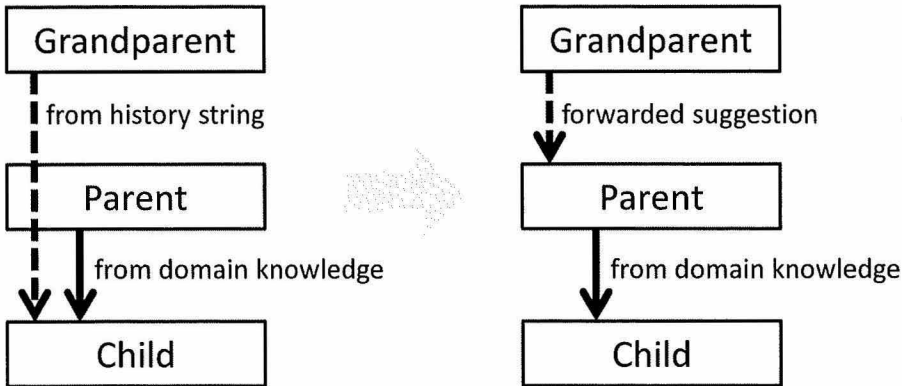 Grandparent
from history string
Parent
from domain knowledge
Child
Grandparent
forwarded suggestion
Parent
from domain knowledge
Child